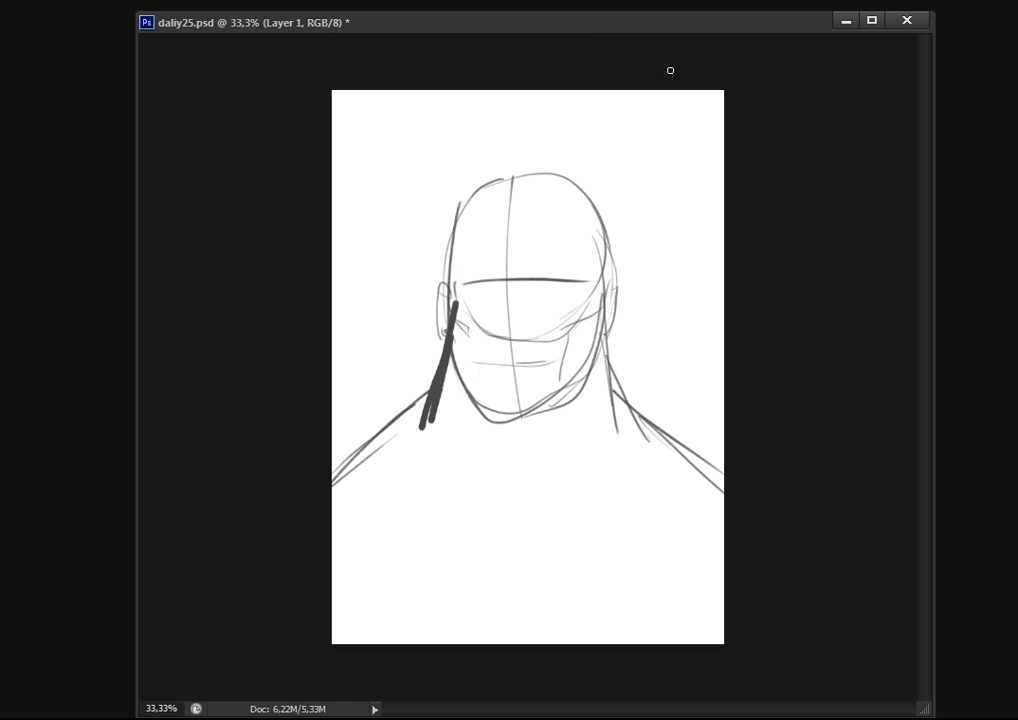 Ps daliy25.psd @ 33,3% (Layer 1, RGB/8) *
33,33% Doc: 6,22M/5,33M